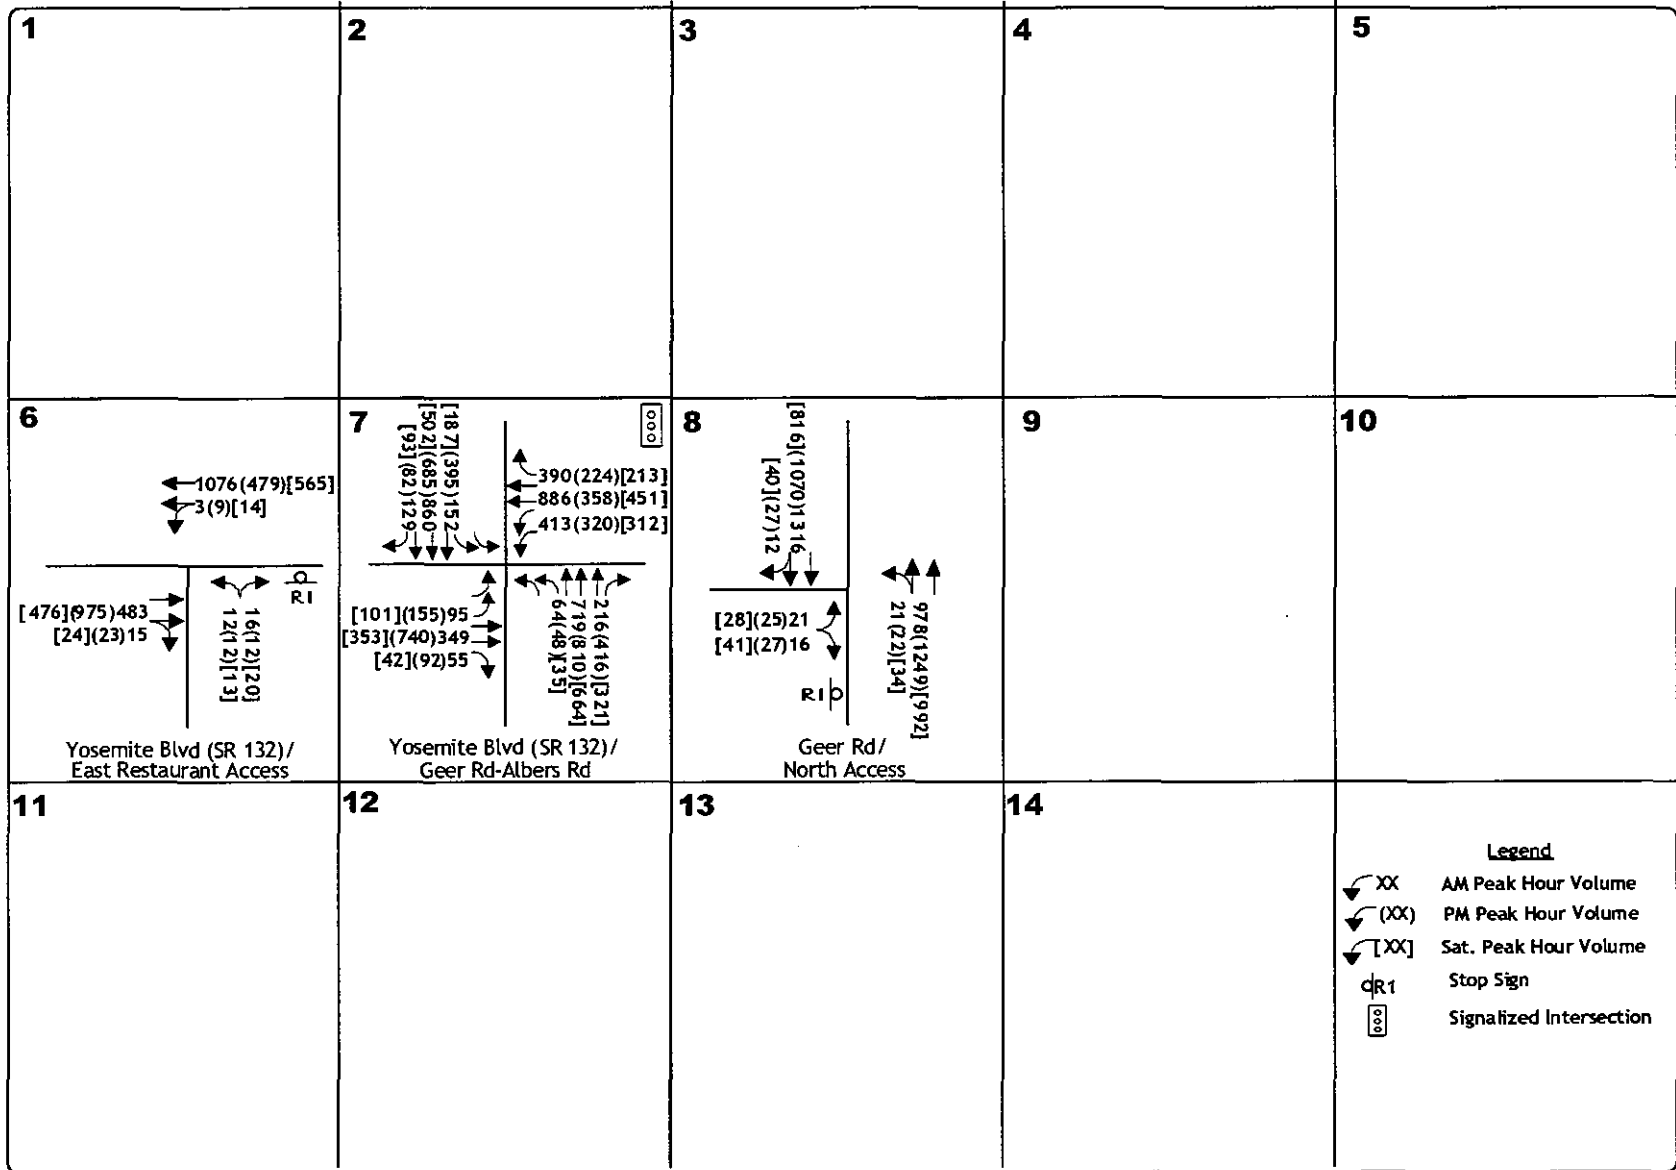 1
2
3
4
5
6
1076(479)[565]
3(9)[14]
[476](975)483
[24](23)15
12(12)[13]
16(12)[20]
R1
Yosemite Blvd (SR 132)/
East Restaurant Access
7
[93](82)129
[502](685)860
[187](395)152
390(224)[213]
886(358)[451]
413(320)[312]
[101](155)95
[353](740)349
[42](92)55
64(48)[35]
719(810)[664]
216(416)[321]
Yosemite Blvd (SR 132)/
Geer Rd-Albers Rd
8
[40](27)12
[816](1070)1316
[28](25)21
[41](27)16
R1
21(22)[34]
978(1249)[992]
Geer Rd/
North Access
9
10
11
12
13
14
Legend
XX AM Peak Hour Volume
(XX) PM Peak Hour Volume
[XX] Sat. Peak Hour Volume
R1 Stop Sign
Signalized Intersection